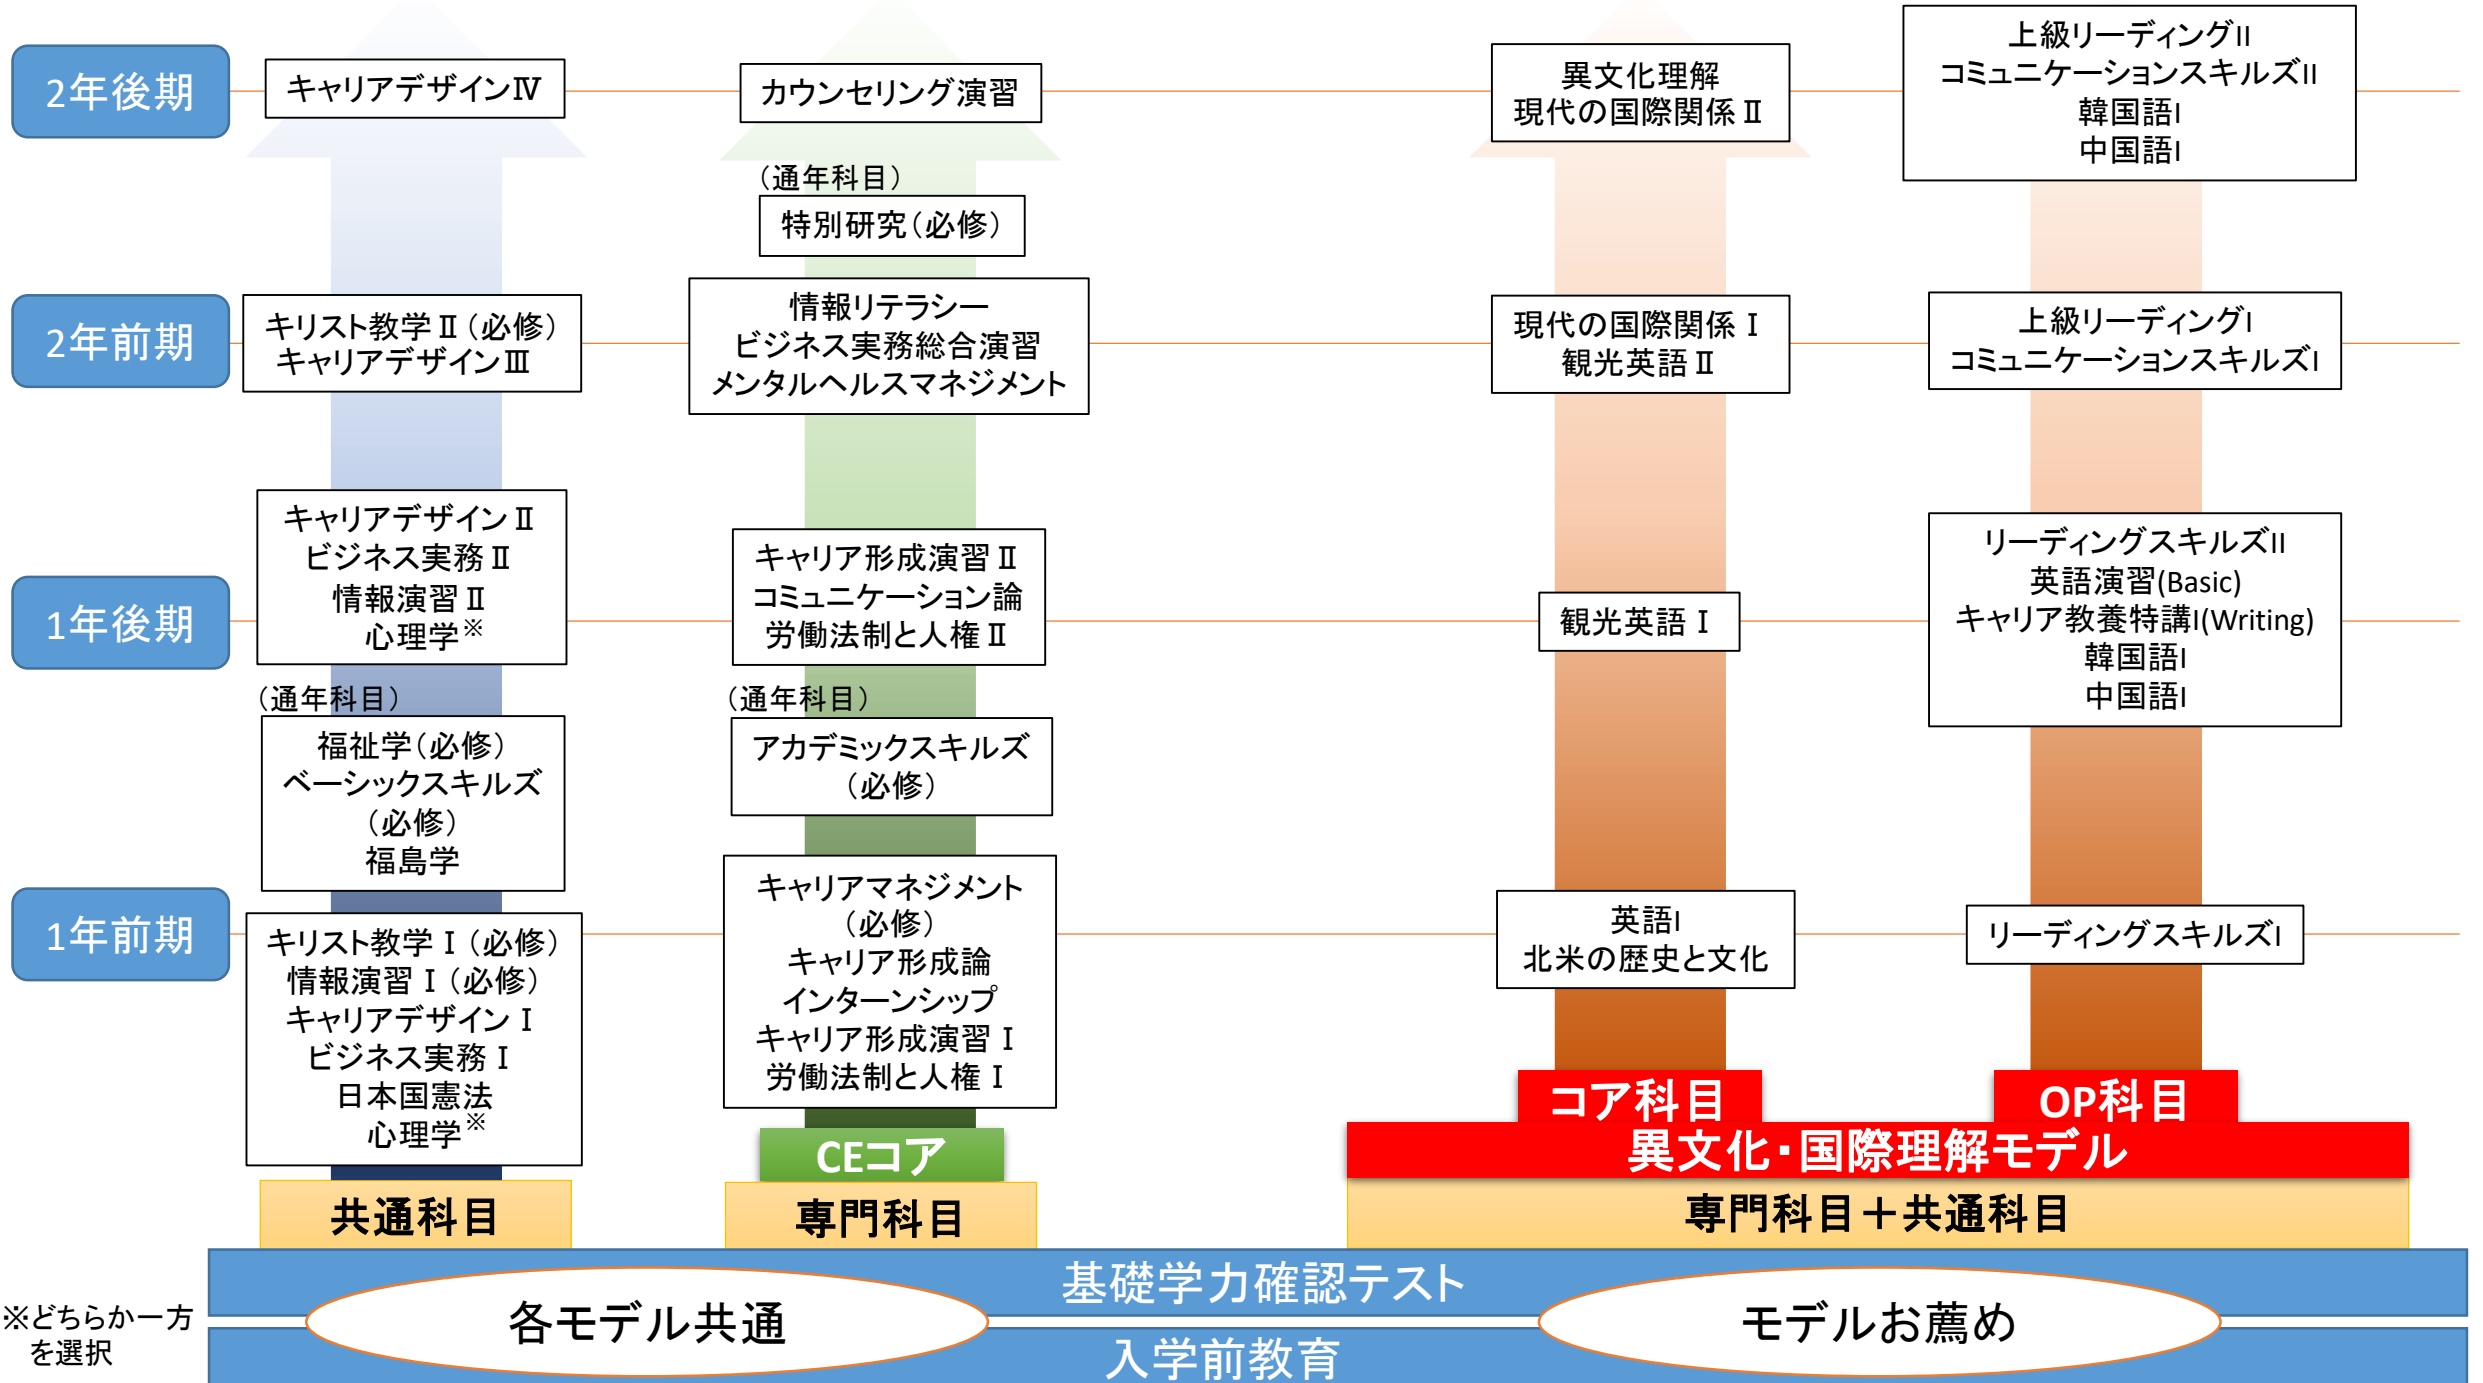 2年後期
キャリアデザインⅣ
カウンセリング演習
異文化理解
現代の国際関係Ⅱ
上級リーディングII
コミュニケーションスキルズII
韓国語I
中国語I
（通年科目）
特別研究（必修）
2年前期
キリスト教学Ⅱ（必修）
キャリアデザインⅢ
情報リテラシー
ビジネス実務総合演習
メンタルヘルスマネジメント
現代の国際関係Ⅰ
観光英語Ⅱ
上級リーディングI
コミュニケーションスキルズI
1年後期
キャリアデザインⅡ
ビジネス実務Ⅱ
情報演習Ⅱ
心理学※
キャリア形成演習Ⅱ
コミュニケーション論
労働法制と人権Ⅱ
観光英語Ⅰ
リーディングスキルズII
英語演習(Basic)
キャリア教養特講I(Writing)
韓国語I
中国語I
（通年科目）
福祉学（必修）
ベーシックスキルズ
（必修）
福島学
（通年科目）
アカデミックスキルズ
（必修）
1年前期
キリスト教学Ⅰ（必修）
情報演習Ⅰ（必修）
キャリアデザインⅠ
ビジネス実務Ⅰ
日本国憲法
心理学※
キャリアマネジメント
（必修）
キャリア形成論
インターンシップ
キャリア形成演習Ⅰ
労働法制と人権Ⅰ
英語I
北米の歴史と文化
リーディングスキルズI
コア科目
OP科目
CEコア
異文化・国際理解モデル
共通科目
専門科目
専門科目＋共通科目
基礎学力確認テスト
各モデル共通
モデルお薦め
入学前教育
※どちらか一方
を選択